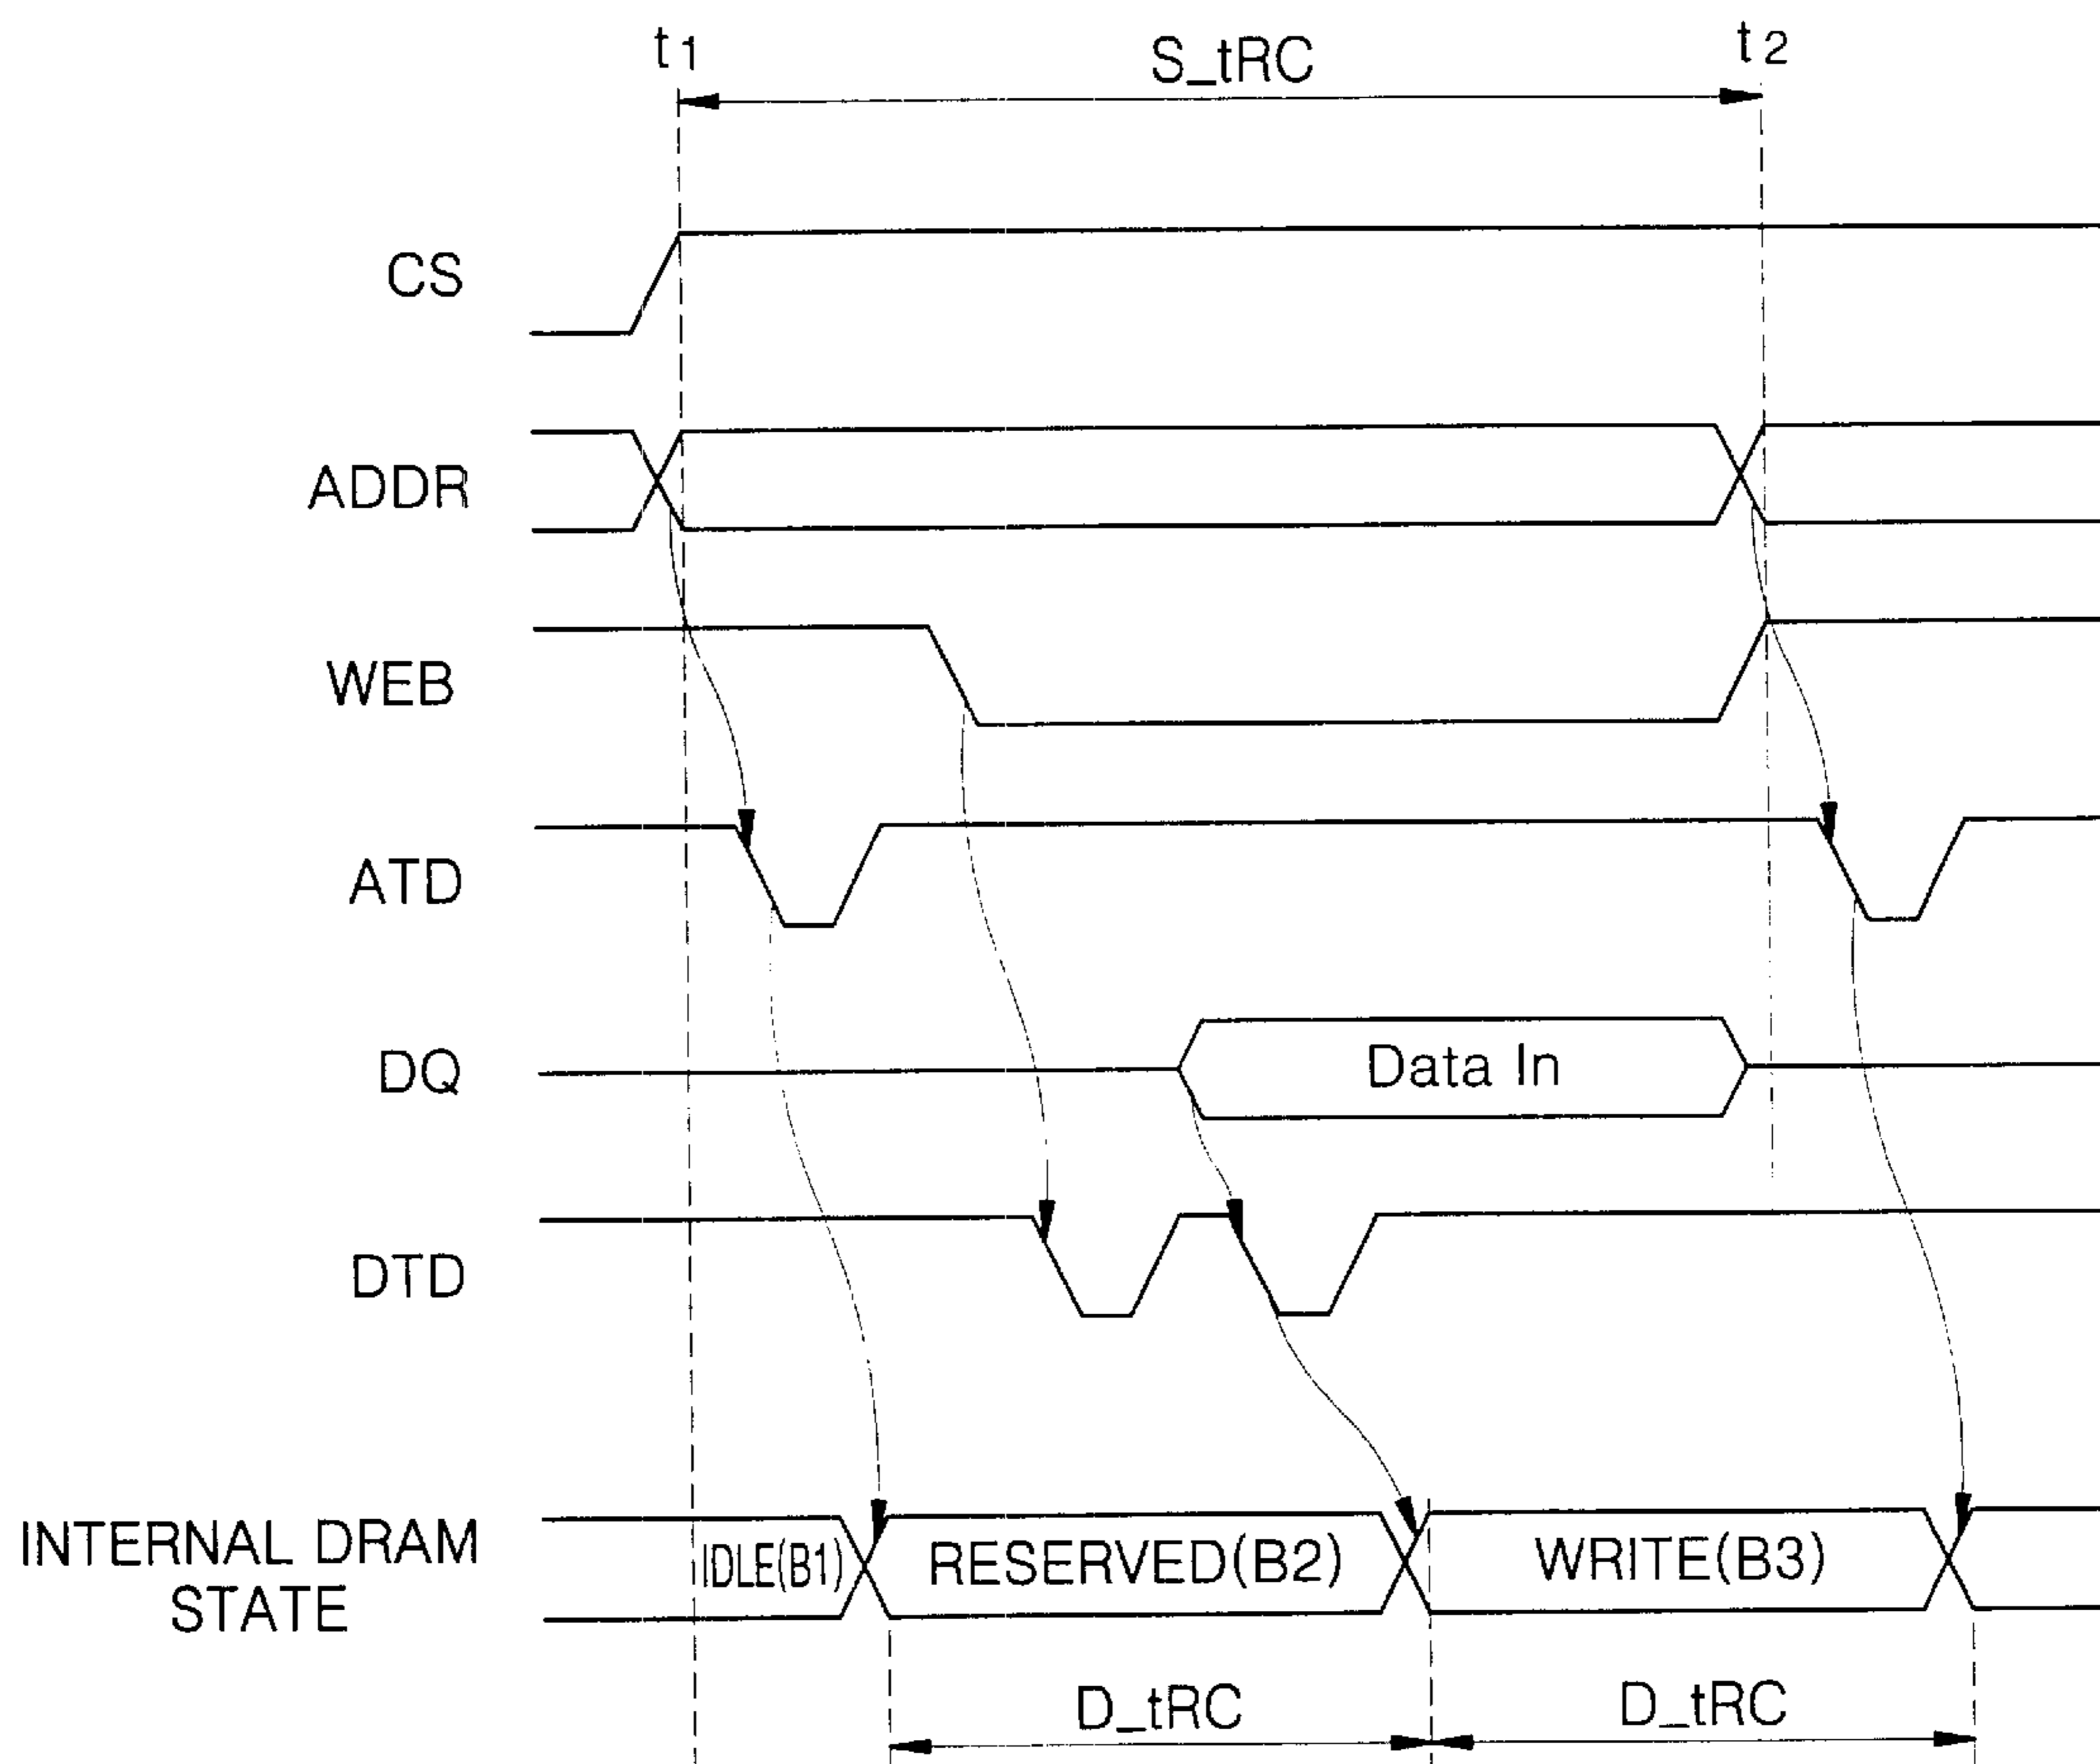 t1 S_tRC t2
CS
ADDR
WEB
ATD
DQ Data In
DTD
INTERNAL DRAM STATE IDLE(B1) RESERVED(B2) WRITE(B3)
D_tRC D_tRC